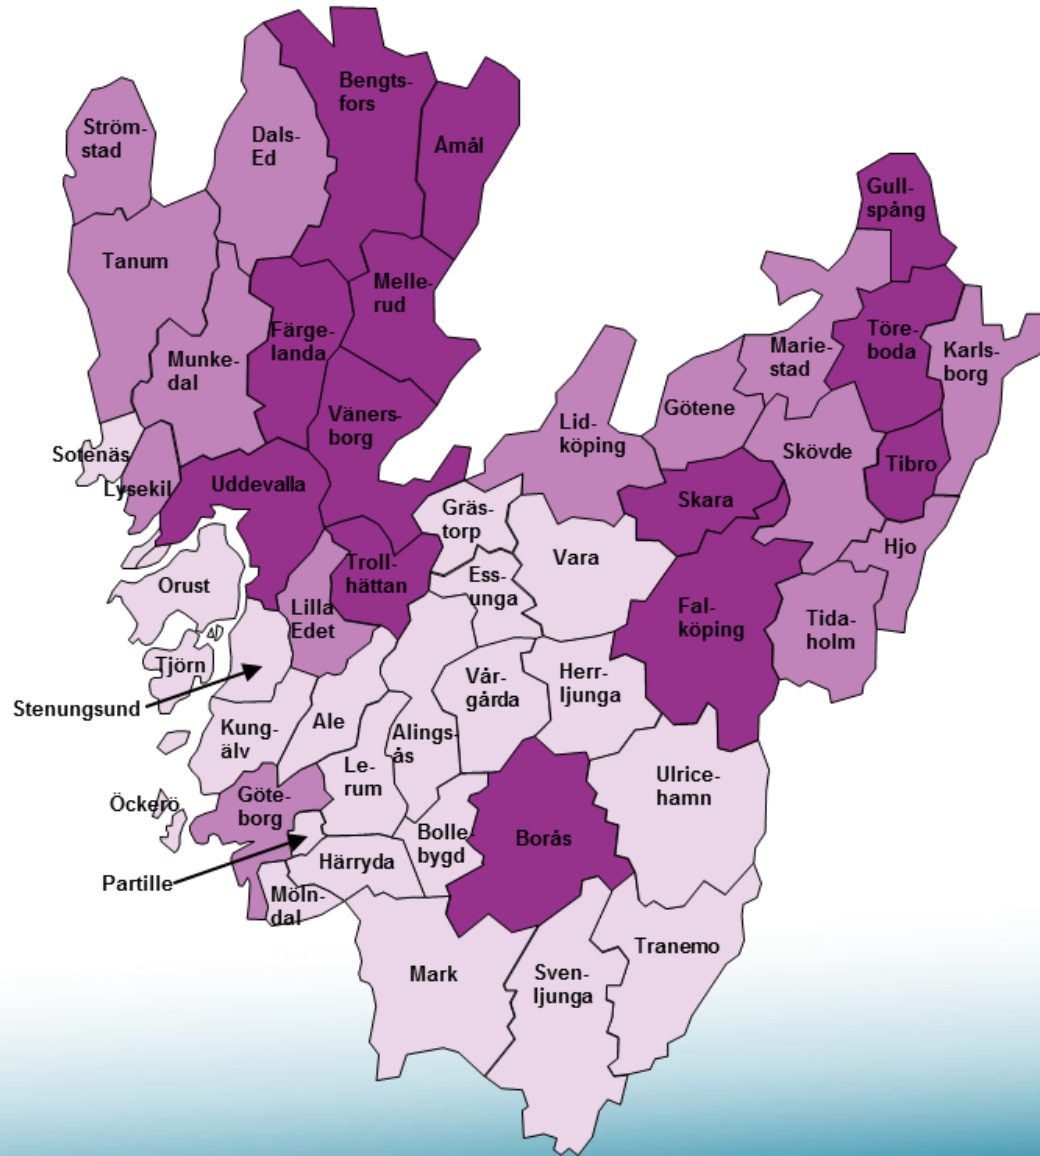 Bengts-
fors
Ström-
stad
Dals-
Ed
Åmål
Gull-
spång
Tanum
Melle-
rud
Färge-
landa
Töre-
boda
Marie-
stad
Karls-
borg
Munke-
dal
Götene
Väners-
borg
Lid-
köping
Skövde
Sotenäs
Tibro
Lysekil
Uddevalla
Skara
Gräs-
torp
Hjo
Vara
Troll-
hättan
Ess-
unga
Orust
Lilla
Edet
Fal-
köping
Tida-
holm
Tjörn
Vår-
gårda
Herr-
ljunga
Stenungsund
Kung-
älv
Ale
Alings-
ås
Le-
rum
Ulrice-
hamn
Öckerö
Göte-
borg
Bolle-
bygd
Borås
Härryda
Partille
Möln-
dal
Tranemo
Mark
Sven-
ljunga